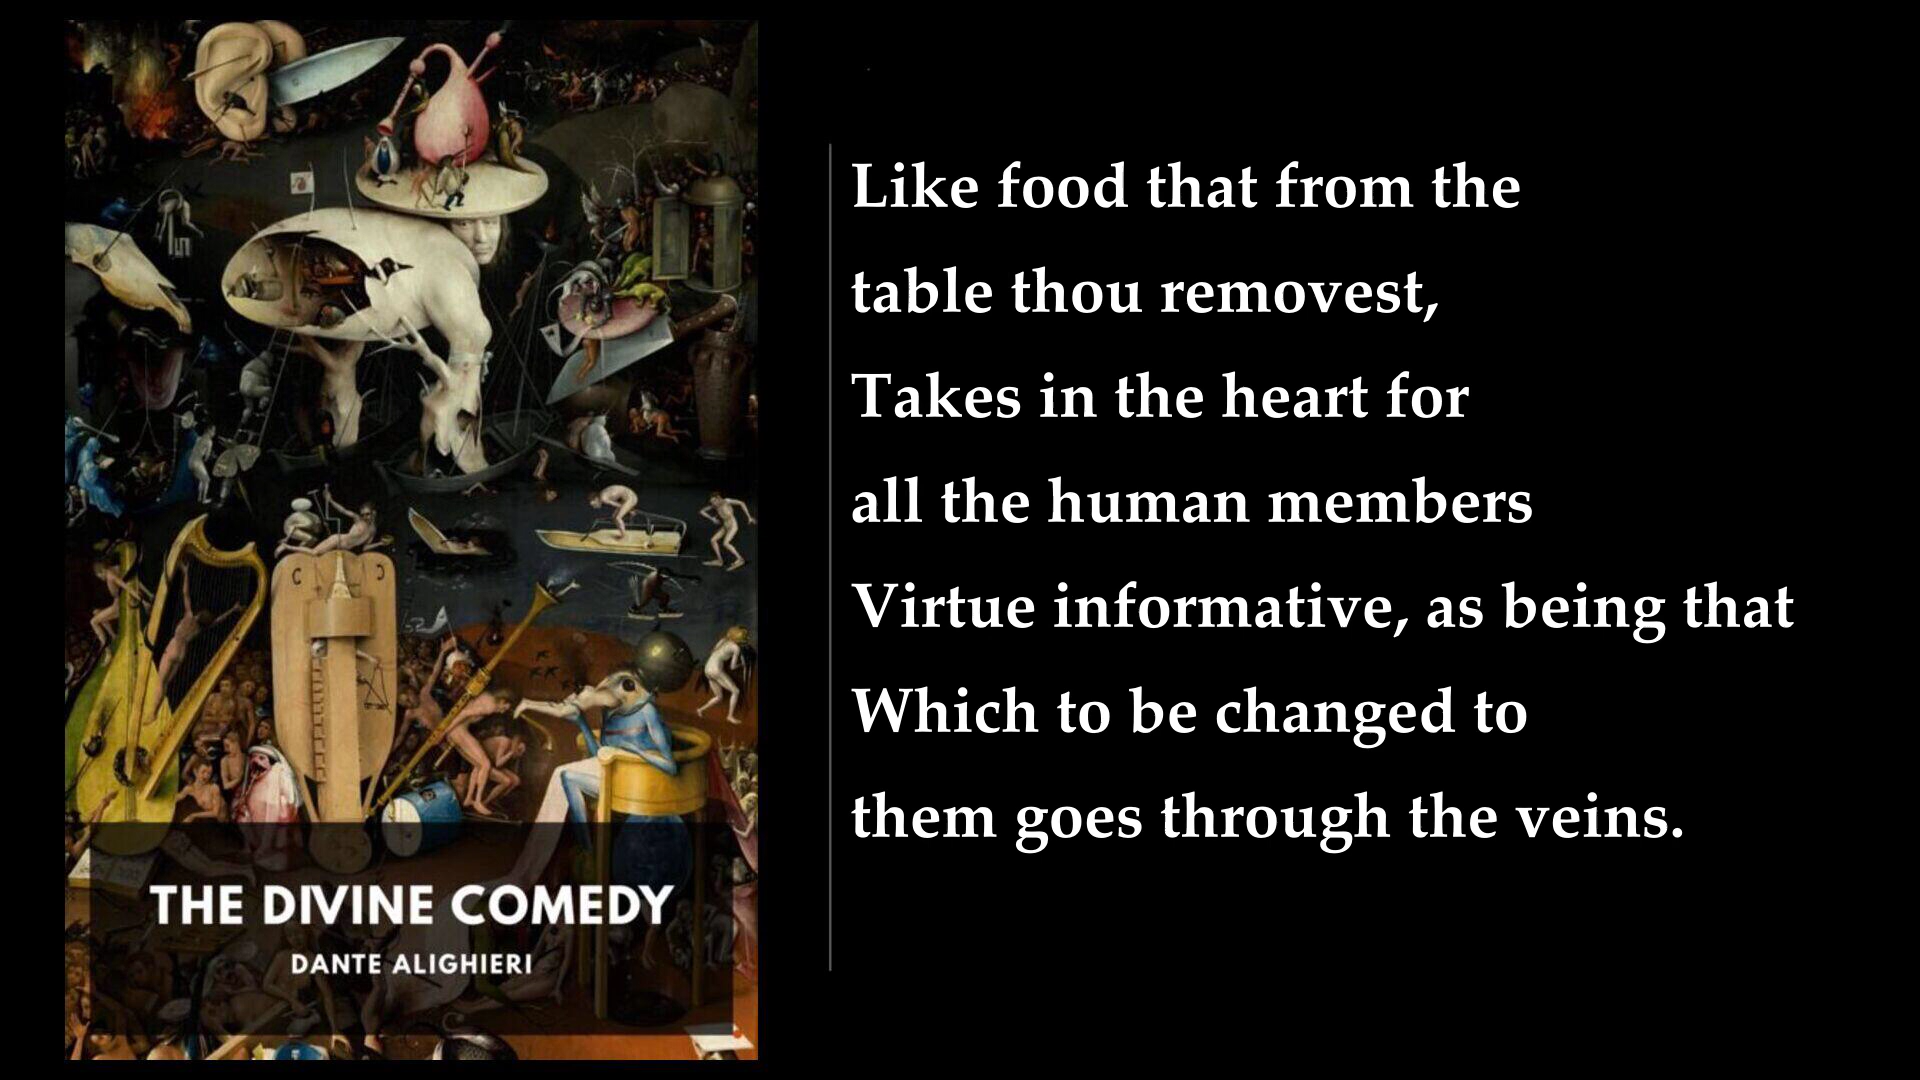 THE DIVINE COMEDY
DANTE ALIGHIERI
Like food that from the
table thou removest,
Takes in the heart for
all the human members
Virtue informative, as being that
Which to be changed to
them goes through the veins.